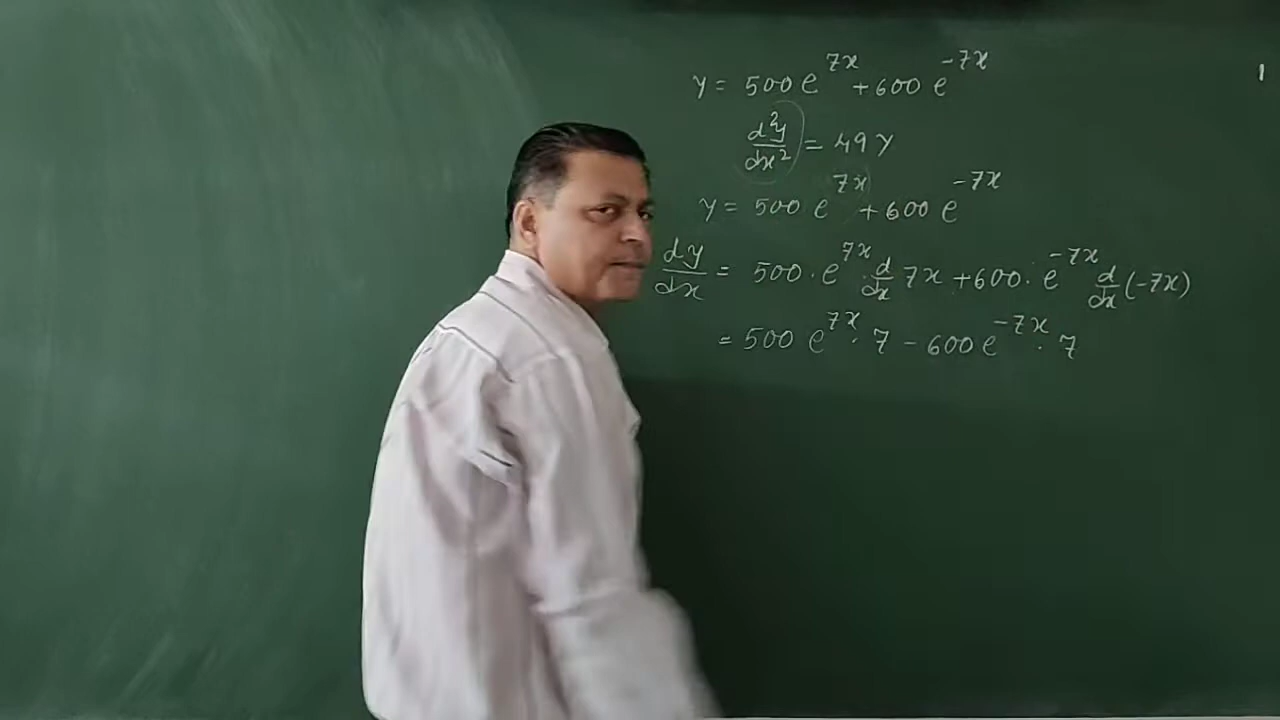 y = 500 e^{7x} + 600 e^{-7x}
d²y/dx² = 49 y
y = 500 e^{7x} + 600 e^{-7x}
dy/dx = 500 · e^{7x} · d/dx 7x + 600 · e^{-7x} d/dx (-7x)
= 500 e^{7x} · 7 - 600 e^{-7x} · 7